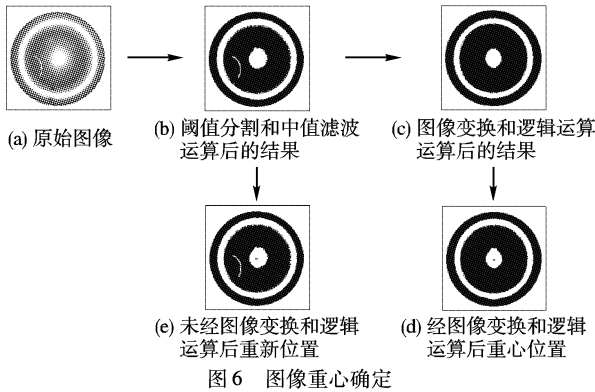 (a) 原始图像
(b) 阈值分割和中值滤波
运算后的结果
(c) 图像变换和逻辑运算
运算后的结果
(e) 未经图像变换和逻辑
运算后重新位置
(d) 经图像变换和逻辑
运算后重心位置
图 6 图像重心确定